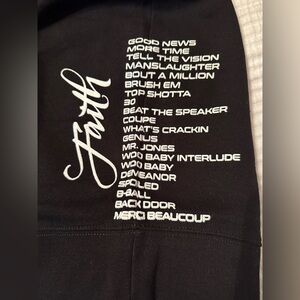 Faith
GOOD NEWS
MORE TIME
TELL THE VISION
MANSLAUGHTER
BOUT A MILLION
BRUSH EM
TOP SHOTTA
30
BEAT THE SPEAKER
COUPE
WHAT'S CRACKIN
GENIUS
MR. JONES
WOO BABY INTERLUDE
WOO BABY
DEMEANOR
SPOILED
8-BALL
BACK DOOR
MERCI BEAUCOUP